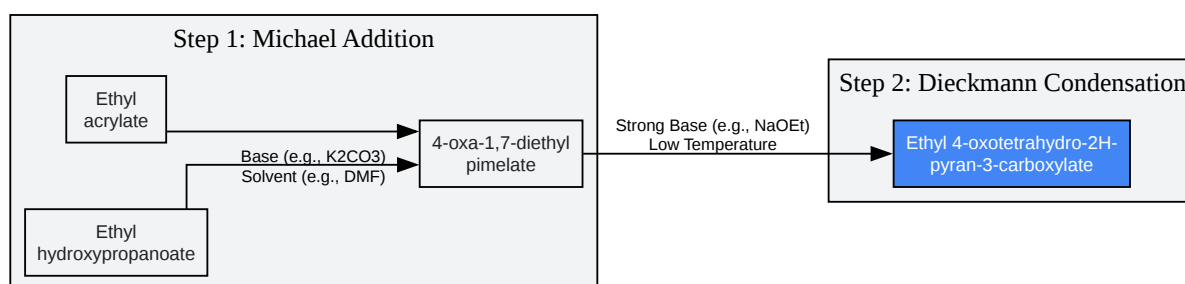 Step 1: Michael Addition
Ethyl
acrylate
Base (e.g., K2CO3)
Solvent (e.g., DMF)
Ethyl
hydroxypropanoate
4-oxa-1,7-diethyl
pimelate
Strong Base (e.g., NaOEt)
Low Temperature
Step 2: Dieckmann Condensation
Ethyl 4-oxotetrahydro-2H-
pyran-3-carboxylate